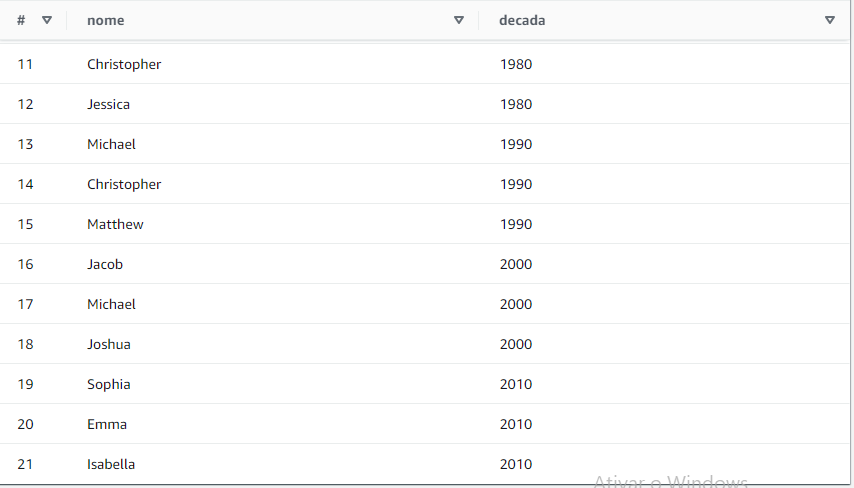 # nome decada
11 Christopher 1980
12 Jessica 1980
13 Michael 1990
14 Christopher 1990
15 Matthew 1990
16 Jacob 2000
17 Michael 2000
18 Joshua 2000
19 Sophia 2010
20 Emma 2010
21 Isabella 2010
Ativar o Windows